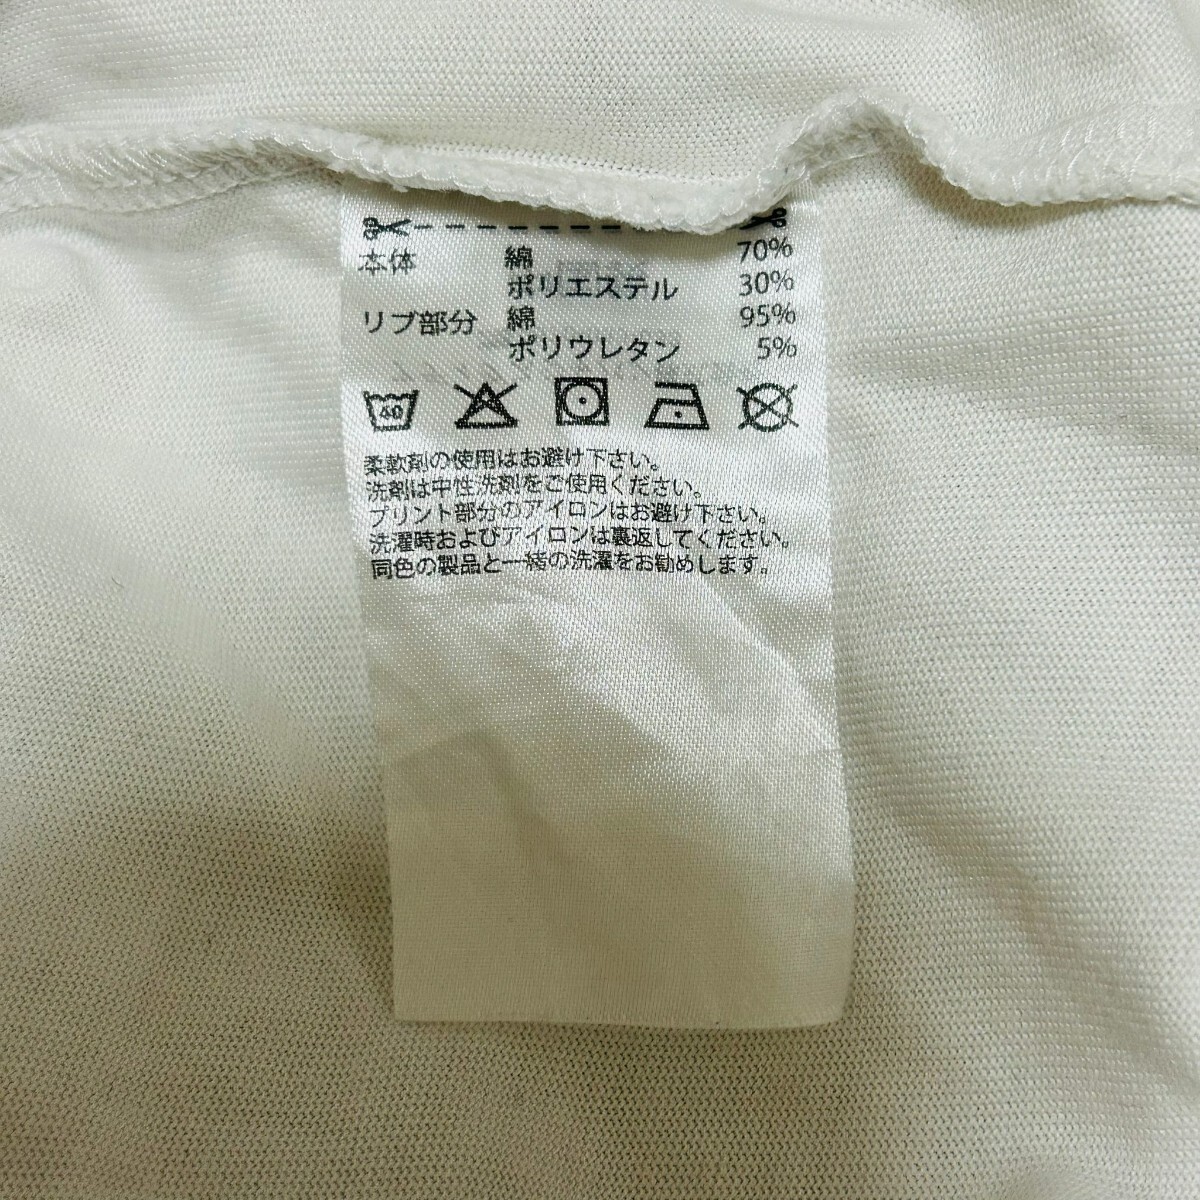 本体 綿 70%
ポリエステル 30%
リブ部分 綿 95%
ポリウレタン 5%
40
柔軟剤の使用はお避け下さい。
洗剤は中性洗剤をご使用ください。
プリント部分のアイロンはお避け下さい。
洗濯時およびアイロンは裏返してください。
同色の製品と一緒の洗濯をお勧めします。